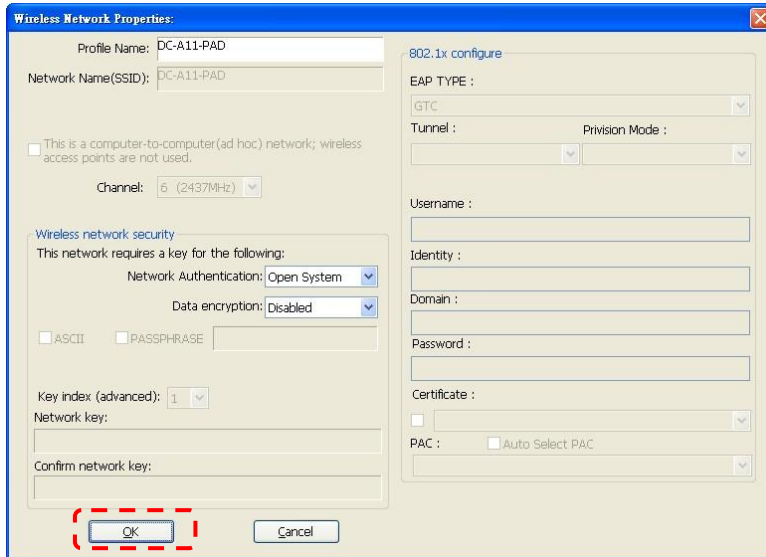 Wireless Network Properties:
Profile Name: DC-A11-PAD
Network Name(SSID): DC-A11-PAD
This is a computer-to-computer(ad hoc) network; wireless
access points are not used.
Channel: 6 (2437MHz)
Wireless network security
This network requires a key for the following:
Network Authentication: Open System
Data encryption: Disabled
ASCII PASSPHRASE
Key index (advanced): 1
Network key:
Confirm network key:
OK Cancel
802.1x configure
EAP TYPE :
GTC
Tunnel : Privision Mode :
Username :
Identity :
Domain :
Password :
Certificate :
PAC : Auto Select PAC